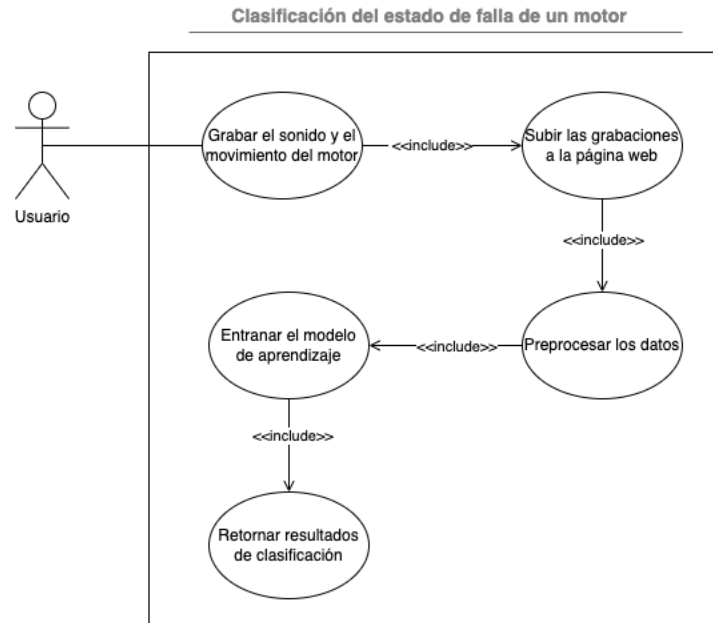 Clasificación del estado de falla de un motor
Grabar el sonido y el
movimiento del motor
<<include>>
Subir las grabaciones
a la página web
Usuario
<<include>>
Entranar el modelo
de aprendizaje
<<include>>
Preprocesar los datos
<<include>>
Retornar resultados
de clasificación